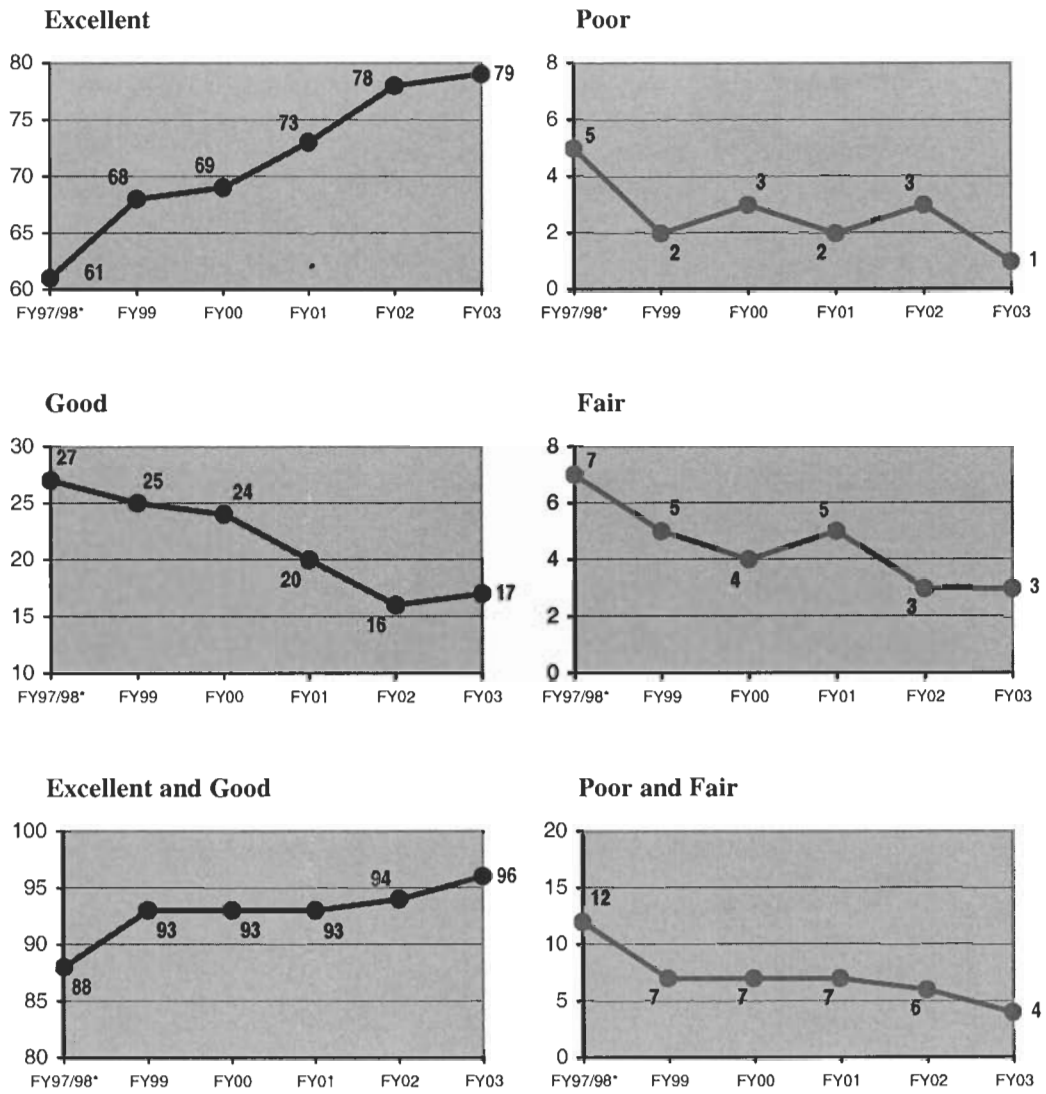 Excellent
80
75
70
65
60
61
68
69
73
78
79
FY97/98*
FY99
FY00
FY01
FY02
FY03
Poor
8
6
4
2
0
5
2
3
2
3
1
FY97/98*
FY99
FY00
FY01
FY02
FY03
Good
30
25
20
15
10
27
25
24
20
16
17
FY97/98*
FY99
FY00
FY01
FY02
FY03
Fair
8
6
4
2
0
7
5
4
5
3
3
FY97/98*
FY99
FY00
FY01
FY02
FY03
Excellent and Good
100
95
90
85
80
88
93
93
93
94
96
FY97/98*
FY99
FY00
FY01
FY02
FY03
Poor and Fair
20
15
10
5
0
12
7
7
7
6
4
FY97/98*
FY99
FY00
FY01
FY02
FY03